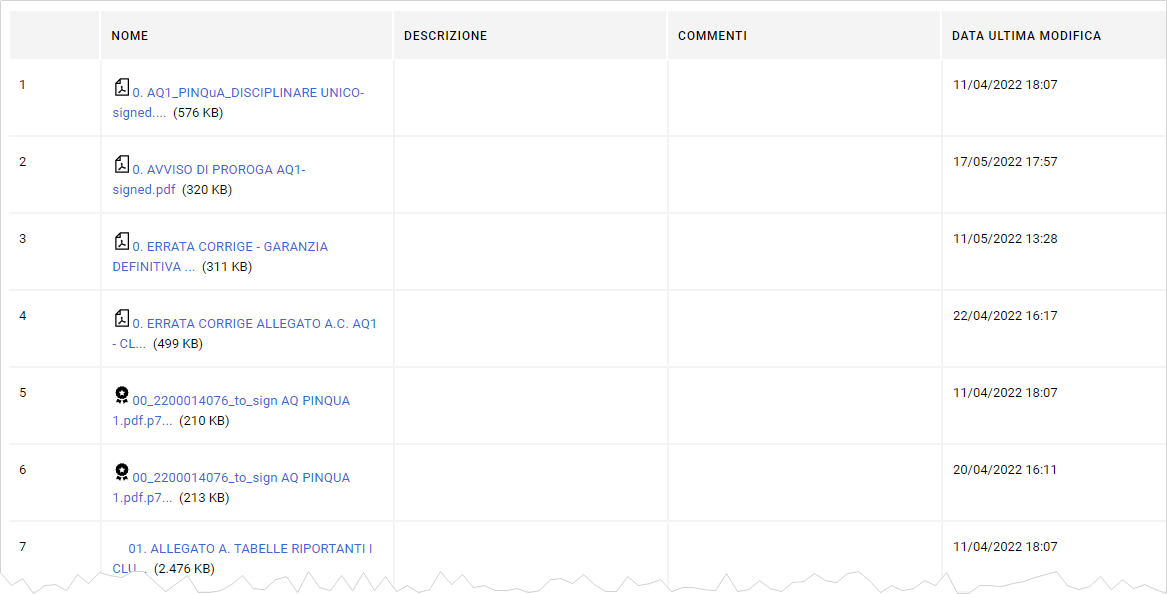 NOME DESCRIZIONE COMMENTI DATA ULTIMA MODIFICA
1 0. AQ1_PINQuA_DISCIPLINARE UNICO- 11/04/2022 18:07
signed.... (576 KB)
2 0. AVVISO DI PROROGA AQ1- 17/05/2022 17:57
signed.pdf (320 KB)
3 0. ERRATA CORRIGE - GARANZIA 11/05/2022 13:28
DEFINITIVA ... (311 KB)
4 0. ERRATA CORRIGE ALLEGATO A.C. AQ1 22/04/2022 16:17
- CL... (499 KB)
5 00_2200014076_to_sign AQ PINQUA 11/04/2022 18:07
1.pdf.p7... (210 KB)
6 00_2200014076_to_sign AQ PINQUA 20/04/2022 16:11
1.pdf.p7... (213 KB)
7 01. ALLEGATO A. TABELLE RIPORTANTI I 11/04/2022 18:07
CLU... (2.476 KB)